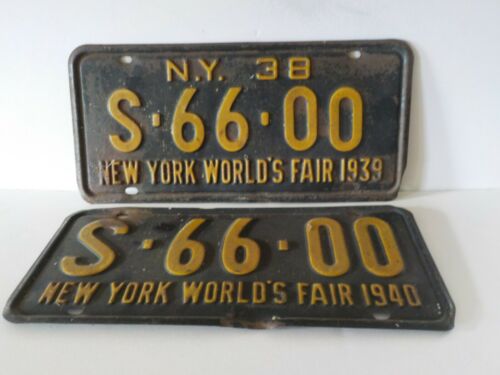 N.Y. 38
S·66·00
NEW YORK WORLD'S FAIR 1939
S·66·00
NEW YORK WORLD'S FAIR 1940